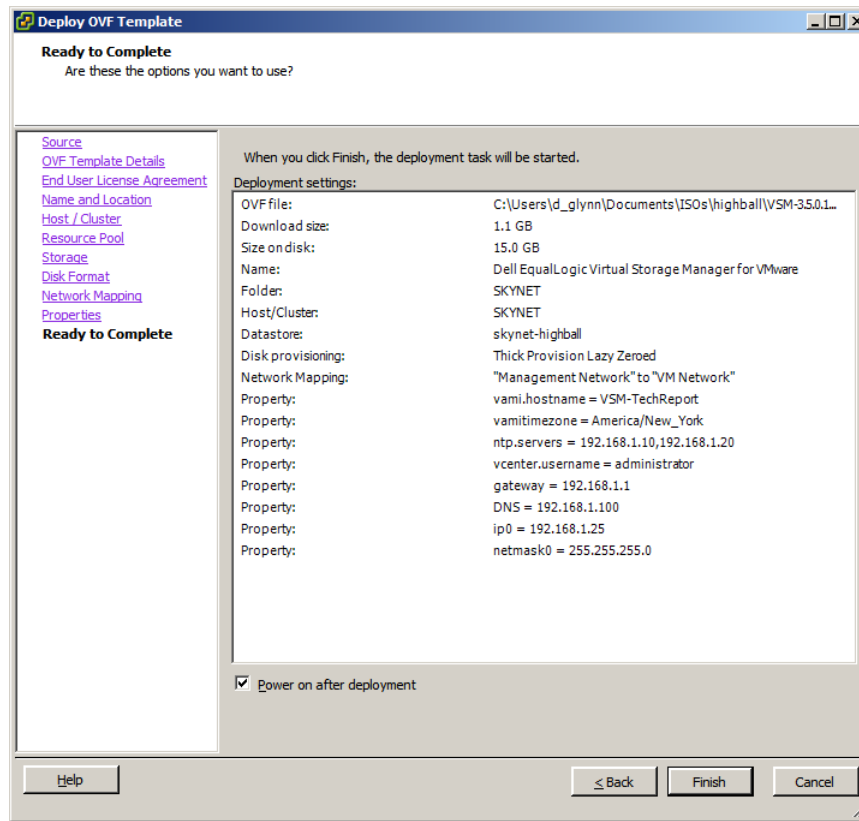 Deploy OVF Template
Ready to Complete
Are these the options you want to use?
Source
OVF Template Details
End User License Agreement
Name and Location
Host / Cluster
Resource Pool
Storage
Disk Format
Network Mapping
Properties
Ready to Complete
When you click Finish, the deployment task will be started.
Deployment settings:
OVF file: C:\Users\d_glynn\Documents\ISOs\highball\VSM-3.5.0.1...
Download size: 1.1 GB
Size on disk: 15.0 GB
Name: Dell EqualLogic Virtual Storage Manager for VMware
Folder: SKYNET
Host/Cluster: SKYNET
Datastore: skynet-highball
Disk provisioning: Thick Provision Lazy Zeroed
Network Mapping: "Management Network" to "VM Network"
Property: vami.hostname = VSM-TechReport
Property: vamitimezone = America/New_York
Property: ntp.servers = 192.168.1.10,192.168.1.20
Property: vcenter.username = administrator
Property: gateway = 192.168.1.1
Property: DNS = 192.168.1.100
Property: ip0 = 192.168.1.25
Property: netmask0 = 255.255.255.0
Power on after deployment
Help
≤ Back
Finish
Cancel